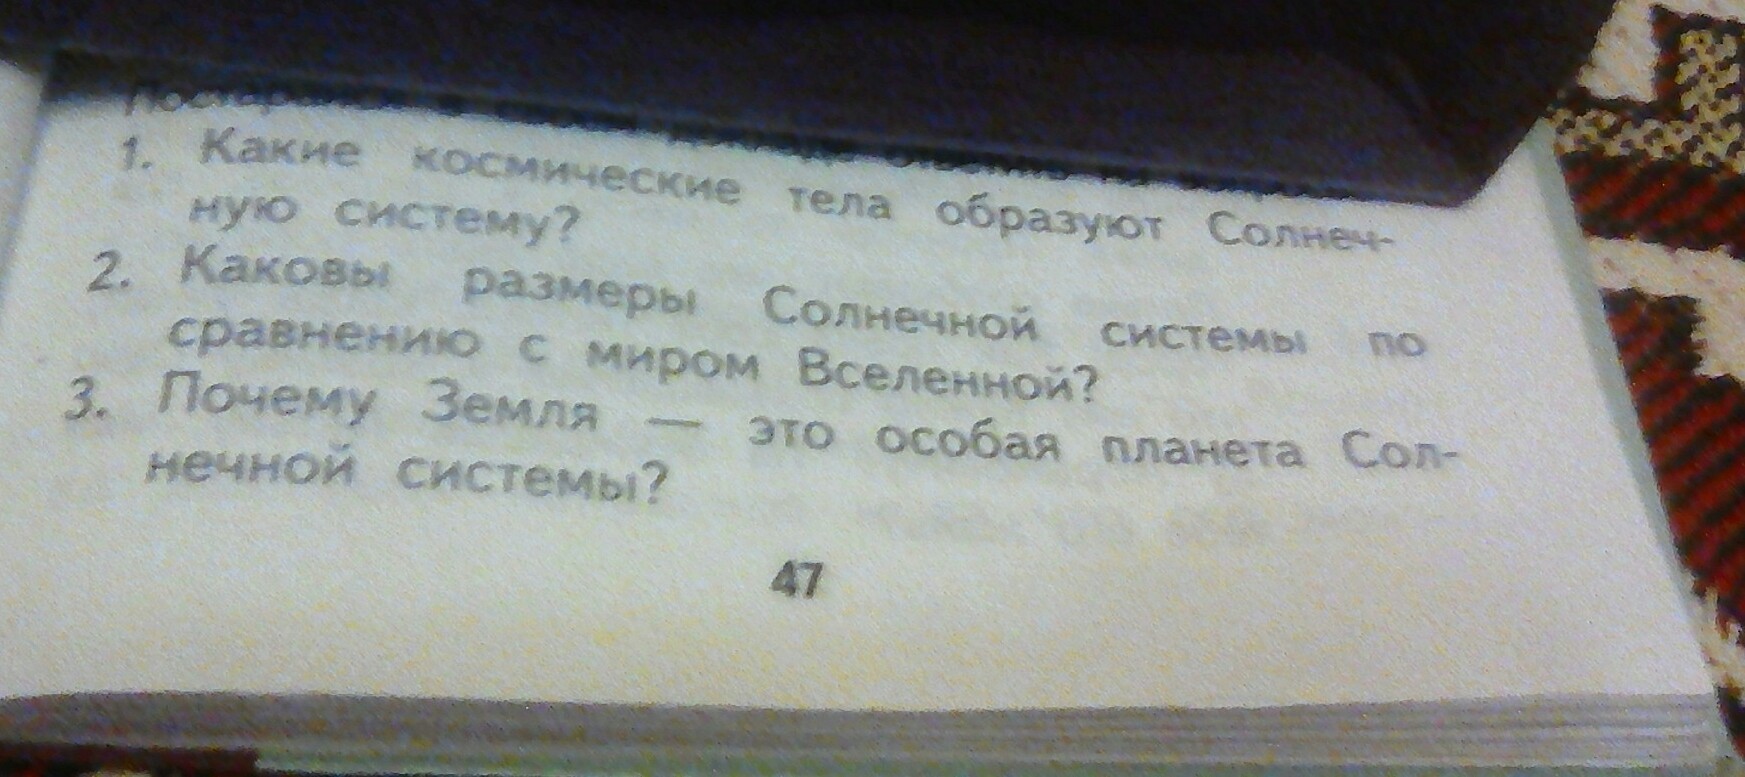 1. Какие космические тела образуют Солнеч-
ную систему?
2. Каковы размеры Солнечной системы по
сравнению с миром Вселенной?
3. Почему Земля — это особая планета Сол-
нечной системы?
47